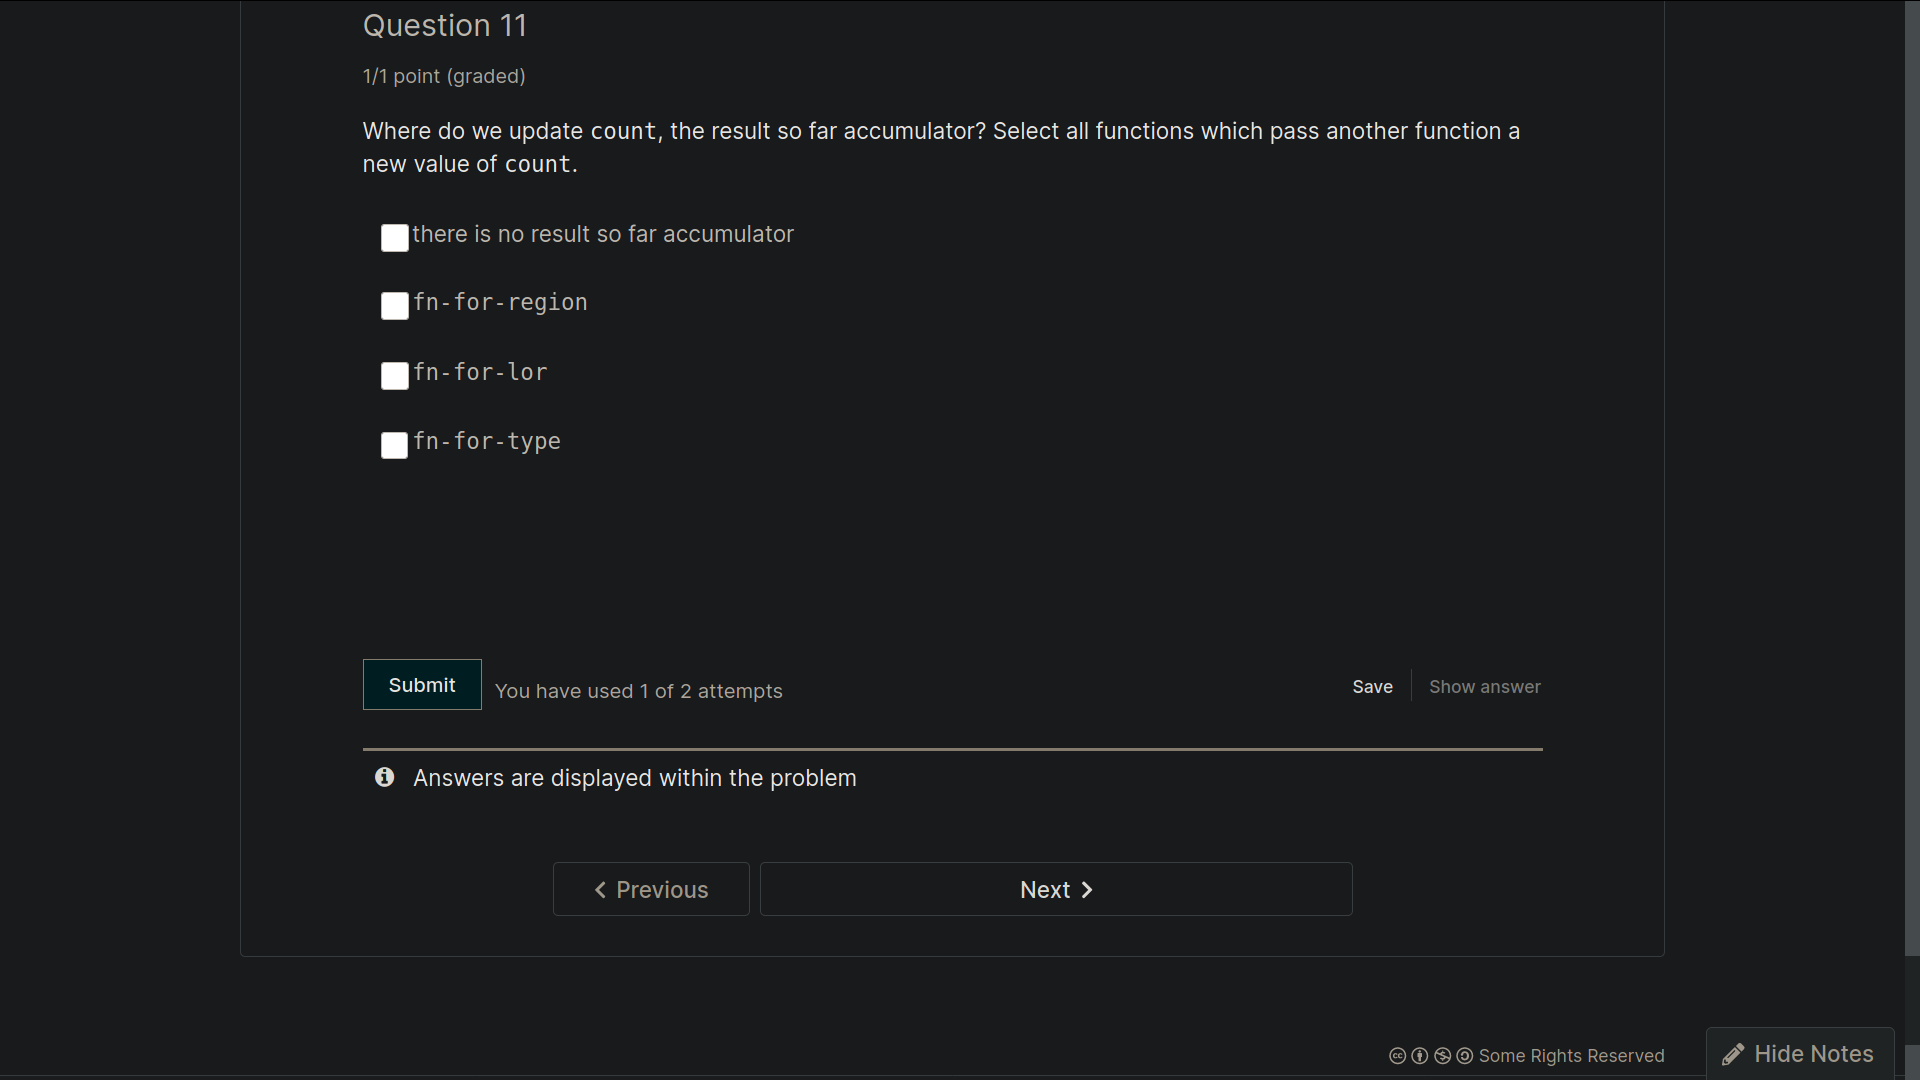 Question 11
1/1 point (graded)
Where do we update count, the result so far accumulator? Select all functions which pass another function a
new value of count.
there is no result so far accumulator
fn-for-region
fn-for-lor
fn-for-type
Submit
You have used 1 of 2 attempts
Save
Show answer
Answers are displayed within the problem
Previous
Next
Some Rights Reserved
Hide Notes